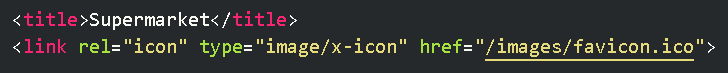 <title>Supermarket</title>
<link rel="icon" type="image/x-icon" href="/images/favicon.ico">